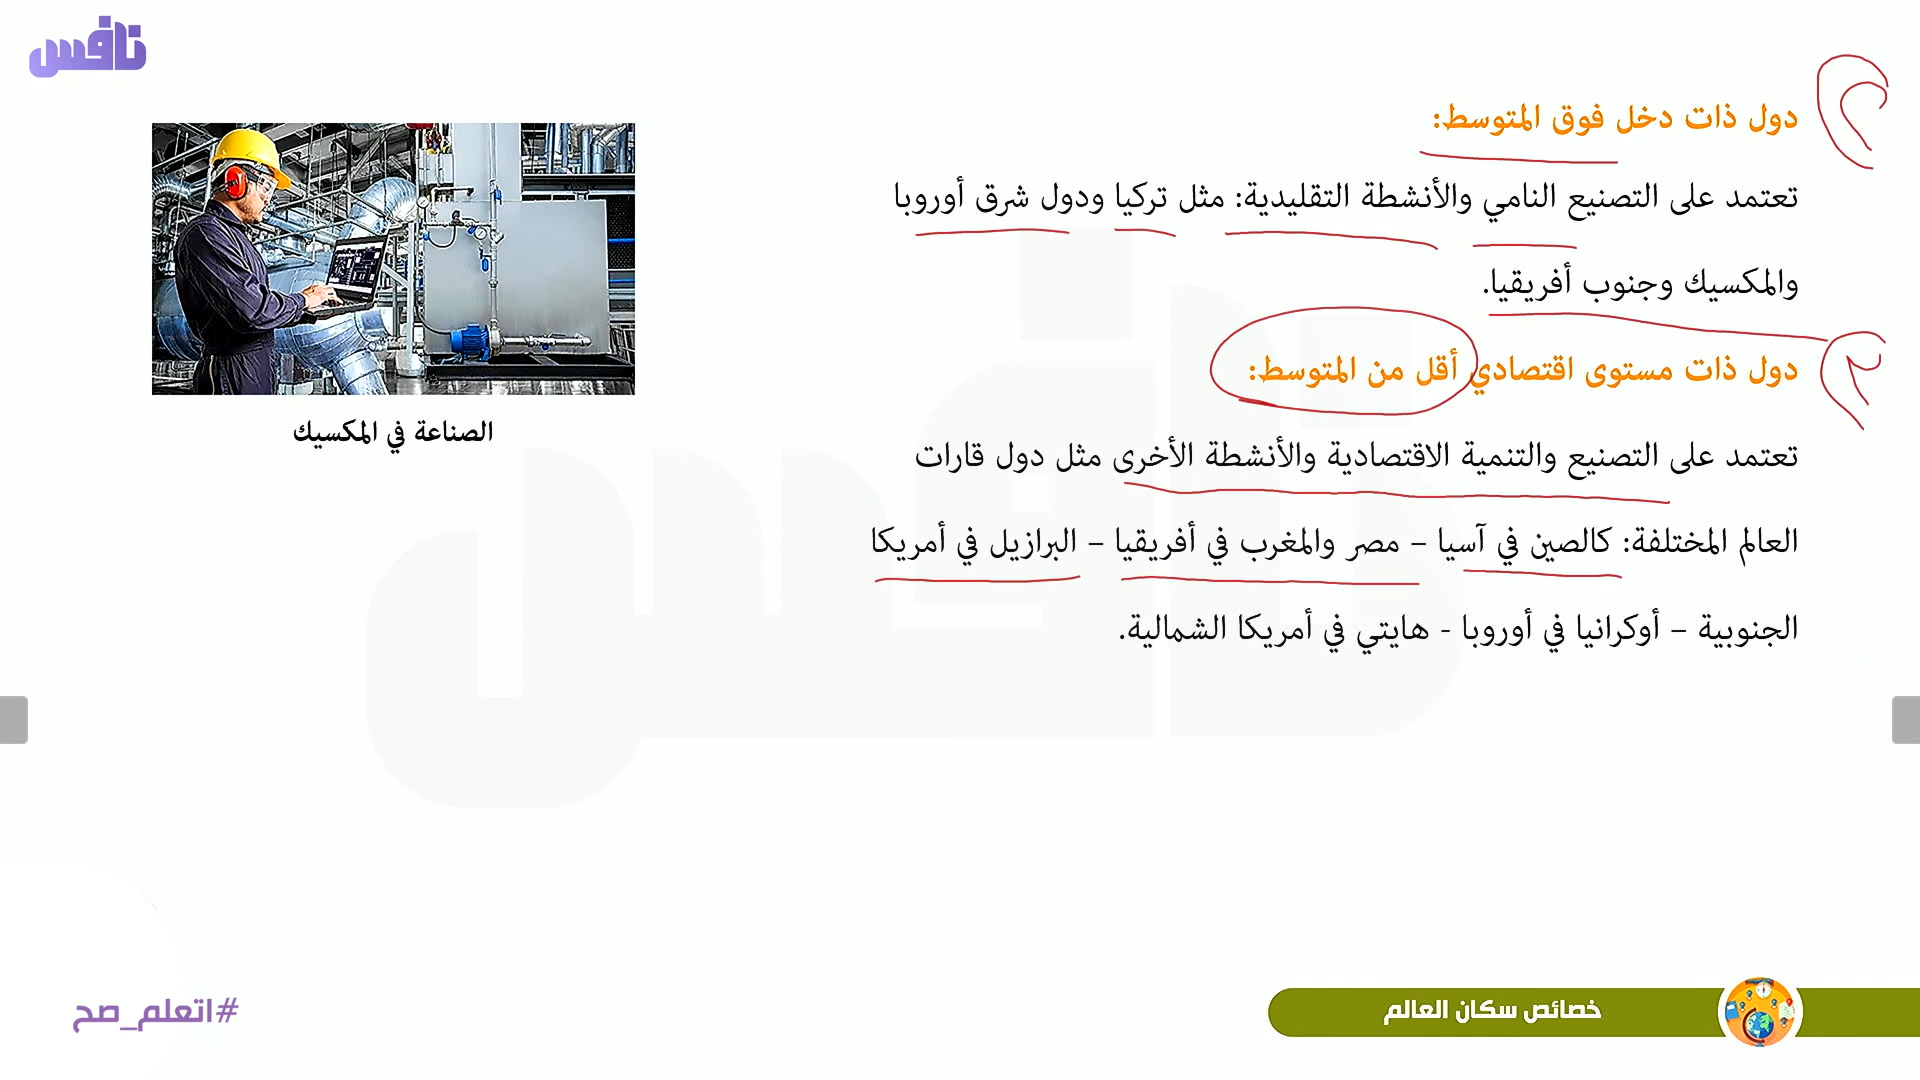 نافس
دول ذات دخل فوق المتوسط:
تعتمد على التصنيع النامي والأنشطة التقليدية: مثل تركيا ودول شرق أوروبا
والمكسيك وجنوب أفريقيا.
دول ذات مستوى اقتصادي أقل من المتوسط:
تعتمد على التصنيع والتنمية الاقتصادية والأنشطة الأخرى مثل دول قارات
العالم المختلفة: كالصين في آسيا – مصر والمغرب في أفريقيا – البرازيل في أمريكا
الجنوبية – أوكرانيا في أوروبا - هايتي في أمريكا الشمالية.
الصناعة في المكسيك
خصائص سكان العالم
#اتعلم_صح